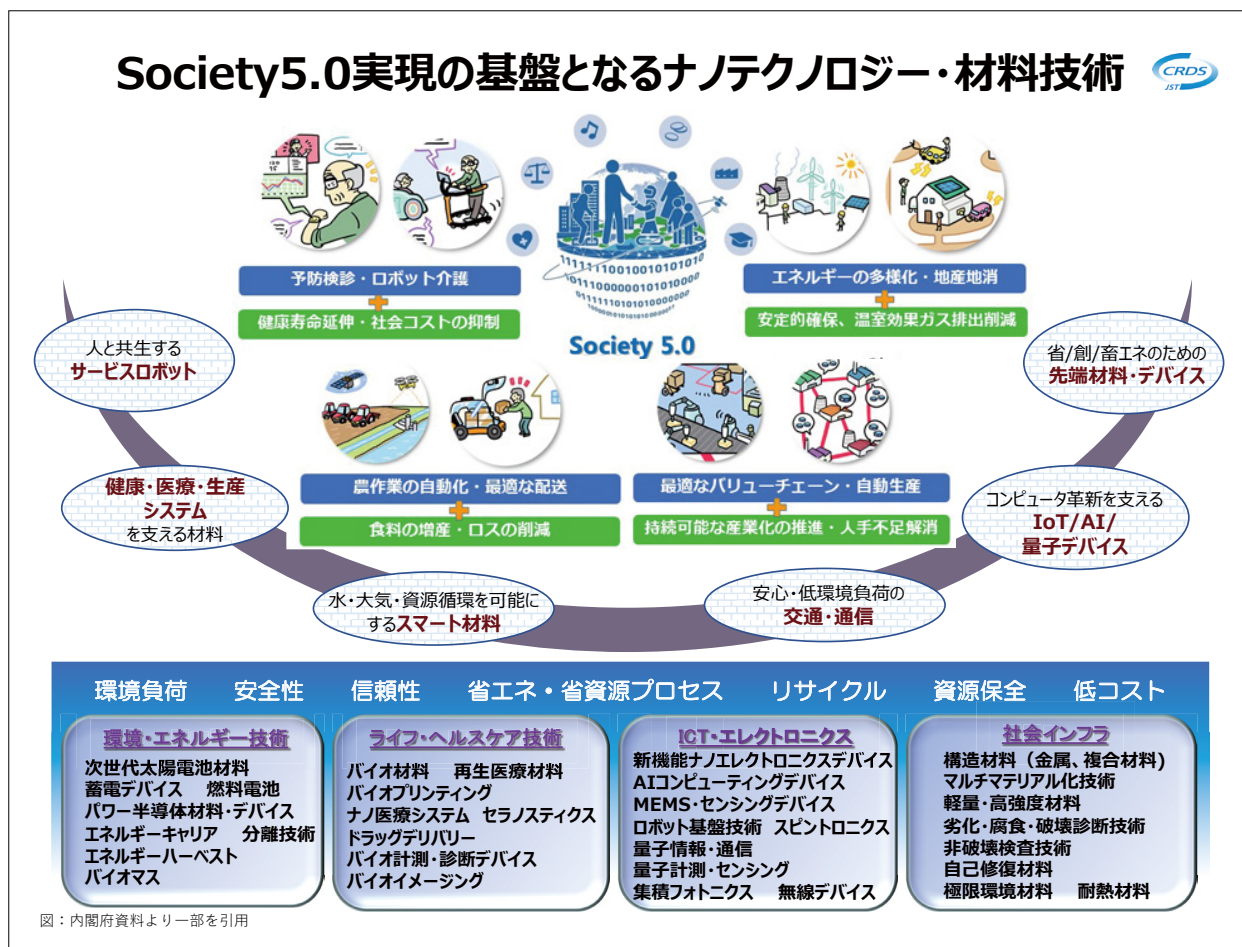 Society5.0実現の基盤となるナノテクノロジー・材料技術
CRDS
JST
予防検診・ロボット介護
健康寿命延伸・社会コストの抑制
エネルギーの多様化・地産地消
安定的確保、温室効果ガス排出削減
Society 5.0
農作業の自動化・最適な配送
食料の増産・ロスの削減
最適なバリューチェーン・自動生産
持続可能な産業化の推進・人手不足解消
人と共生する
サービスロボット
健康・医療・生産
システム
を支える材料
水・大気・資源循環を可能に
するスマート材料
安心・低環境負荷の
交通・通信
コンピュータ革新を支える
IoT/AI/
量子デバイス
省/創/畜エネのための
先端材料・デバイス
環境負荷 安全性 信頼性 省エネ・省資源プロセス リサイクル 資源保全 低コスト
環境・エネルギー技術
次世代太陽電池材料
蓄電デバイス 燃料電池
パワー半導体材料・デバイス
エネルギーキャリア 分離技術
エネルギーハーベスト
バイオマス
ライフ・ヘルスケア技術
バイオ材料 再生医療材料
バイオプリンティング
ナノ医療システム セラノスティクス
ドラッグデリバリー
バイオ計測・診断デバイス
バイオイメージング
ICT・エレクトロニクス
新機能ナノエレクトロニクスデバイス
AIコンピューティングデバイス
MEMS・センシングデバイス
ロボット基盤技術 スピントロニクス
量子情報・通信
量子計測・センシング
集積フォトニクス 無線デバイス
社会インフラ
構造材料（金属、複合材料)
マルチマテリアル化技術
軽量・高強度材料
劣化・腐食・破壊診断技術
非破壊検査技術
自己修復材料
極限環境材料 耐熱材料
図：内閣府資料より一部を引用